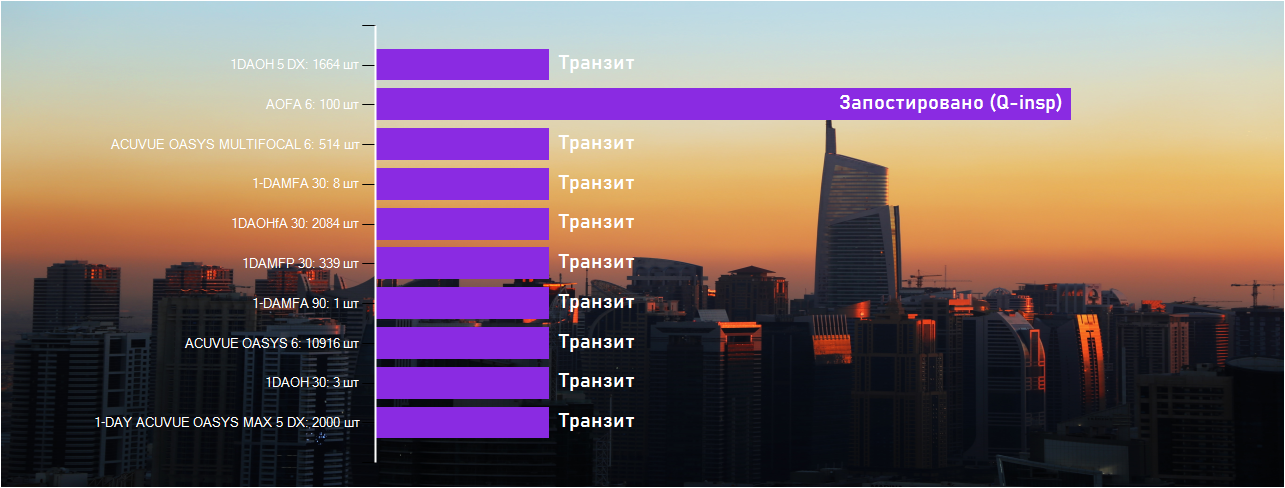 1DAOH 5 DX: 1664 шт Транзит
AOFA 6: 100 шт Запостировано (Q-insp)
ACUVUE OASYS MULTIFOCAL 6: 514 шт Транзит
1-DAMFA 30: 8 шт Транзит
1DAOHfA 30: 2084 шт Транзит
1DAMFP 30: 339 шт Транзит
1-DAMFA 90: 1 шт Транзит
ACUVUE OASYS 6: 10916 шт Транзит
1DAOH 30: 3 шт Транзит
1-DAY ACUVUE OASYS MAX 5 DX: 2000 шт Транзит